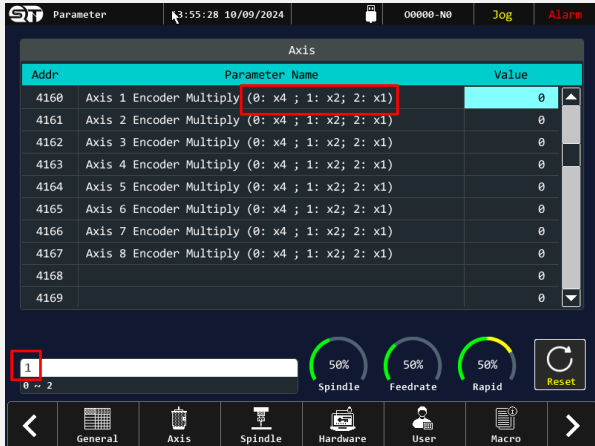 Parameter 13:55:28 10/09/2024 O0000-N0 Jog Alarm
Axis
Addr Parameter Name Value
4160 Axis 1 Encoder Multiply (0: x4 ; 1: x2; 2: x1) 0
4161 Axis 2 Encoder Multiply (0: x4 ; 1: x2; 2: x1) 0
4162 Axis 3 Encoder Multiply (0: x4 ; 1: x2; 2: x1) 0
4163 Axis 4 Encoder Multiply (0: x4 ; 1: x2; 2: x1) 0
4164 Axis 5 Encoder Multiply (0: x4 ; 1: x2; 2: x1) 0
4165 Axis 6 Encoder Multiply (0: x4 ; 1: x2; 2: x1) 0
4166 Axis 7 Encoder Multiply (0: x4 ; 1: x2; 2: x1) 0
4167 Axis 8 Encoder Multiply (0: x4 ; 1: x2; 2: x1) 0
4168 0
4169 0
1
0 ~ 2
50% 50% 50%
Spindle Feedrate Rapid Reset
General Axis Spindle Hardware User Macro